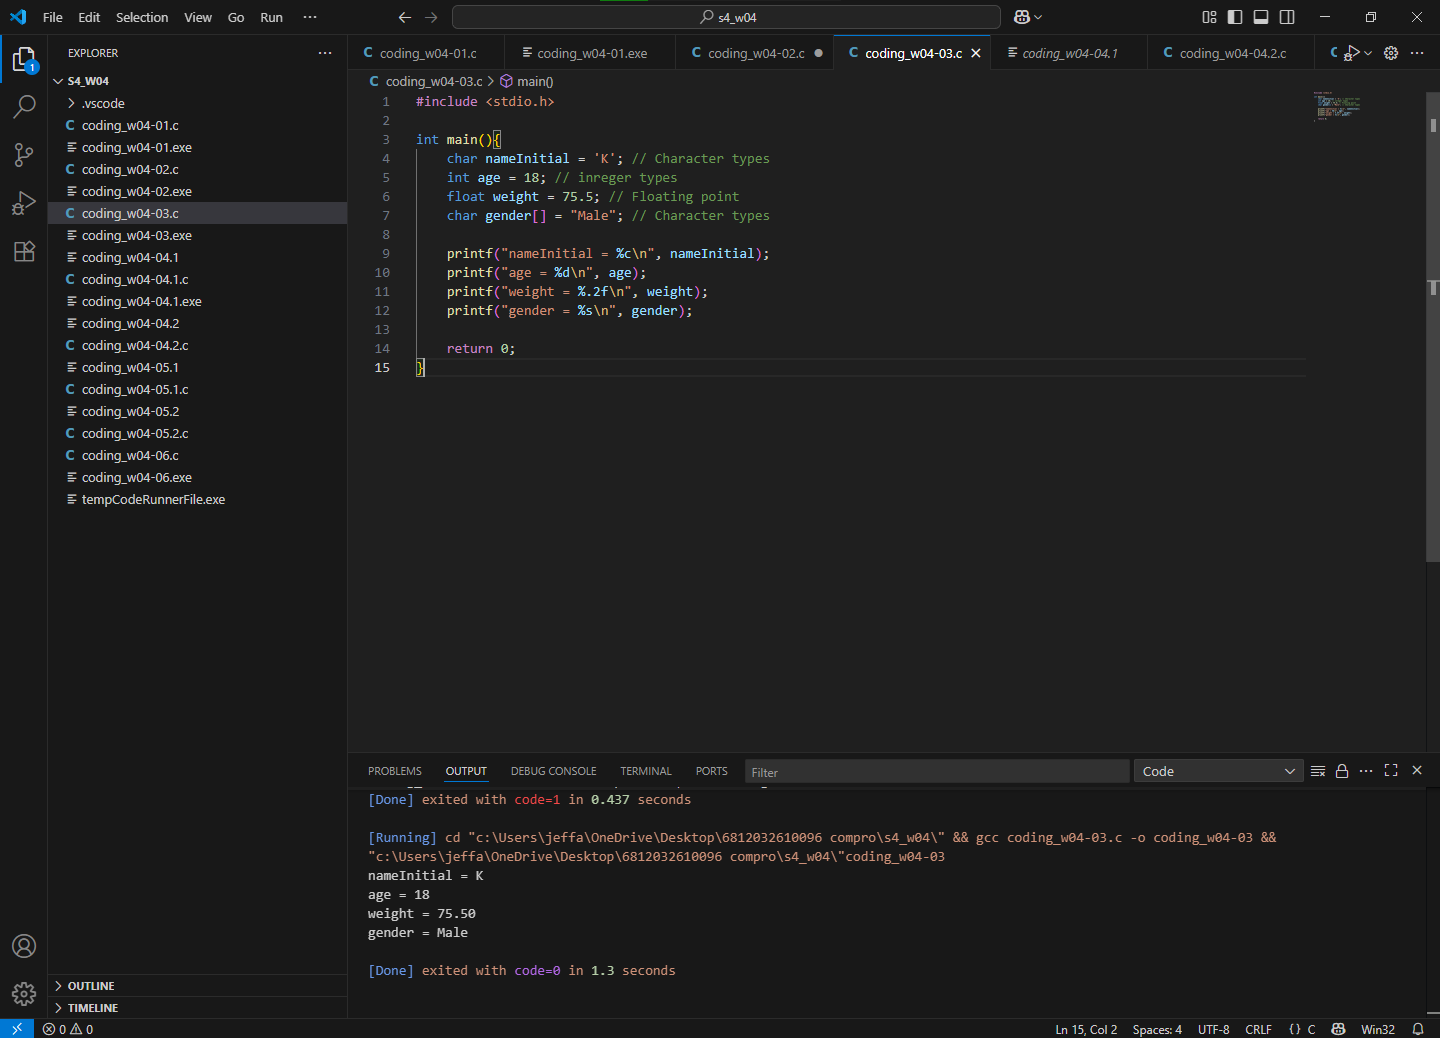 File Edit Selection View Go Run ···
s4_w04
EXPLORER ···
1
S4_W04
.vscode
C coding_w04-01.c
coding_w04-01.exe
C coding_w04-02.c
coding_w04-02.exe
C coding_w04-03.c
coding_w04-03.exe
coding_w04-04.1
C coding_w04-04.1.c
coding_w04-04.1.exe
coding_w04-04.2
C coding_w04-04.2.c
coding_w04-05.1
C coding_w04-05.1.c
coding_w04-05.2
C coding_w04-05.2.c
C coding_w04-06.c
coding_w04-06.exe
tempCodeRunnerFile.exe
OUTLINE
TIMELINE
C coding_w04-01.c coding_w04-01.exe C coding_w04-02.c C coding_w04-03.c coding_w04-04.1 C coding_w04-04.2.c C
C coding_w04-03.c > main()
1 #include <stdio.h>
2
3 int main(){
4 char nameInitial = 'K'; // Character types
5 int age = 18; // inreger types
6 float weight = 75.5; // Floating point
7 char gender[] = "Male"; // Character types
8
9 printf("nameInitial = %c\n", nameInitial);
10 printf("age = %d\n", age);
11 printf("weight = %.2f\n", weight);
12 printf("gender = %s\n", gender);
13
14 return 0;
15 }
PROBLEMS OUTPUT DEBUG CONSOLE TERMINAL PORTS Filter Code
[Done] exited with code=1 in 0.437 seconds
[Running] cd "c:\Users\jeffa\OneDrive\Desktop\6812032610096 compro\s4_w04\" && gcc coding_w04-03.c -o coding_w04-03 &&
"c:\Users\jeffa\OneDrive\Desktop\6812032610096 compro\s4_w04\"coding_w04-03
nameInitial = K
age = 18
weight = 75.50
gender = Male
[Done] exited with code=0 in 1.3 seconds
0 0 Ln 15, Col 2 Spaces: 4 UTF-8 CRLF {} C Win32